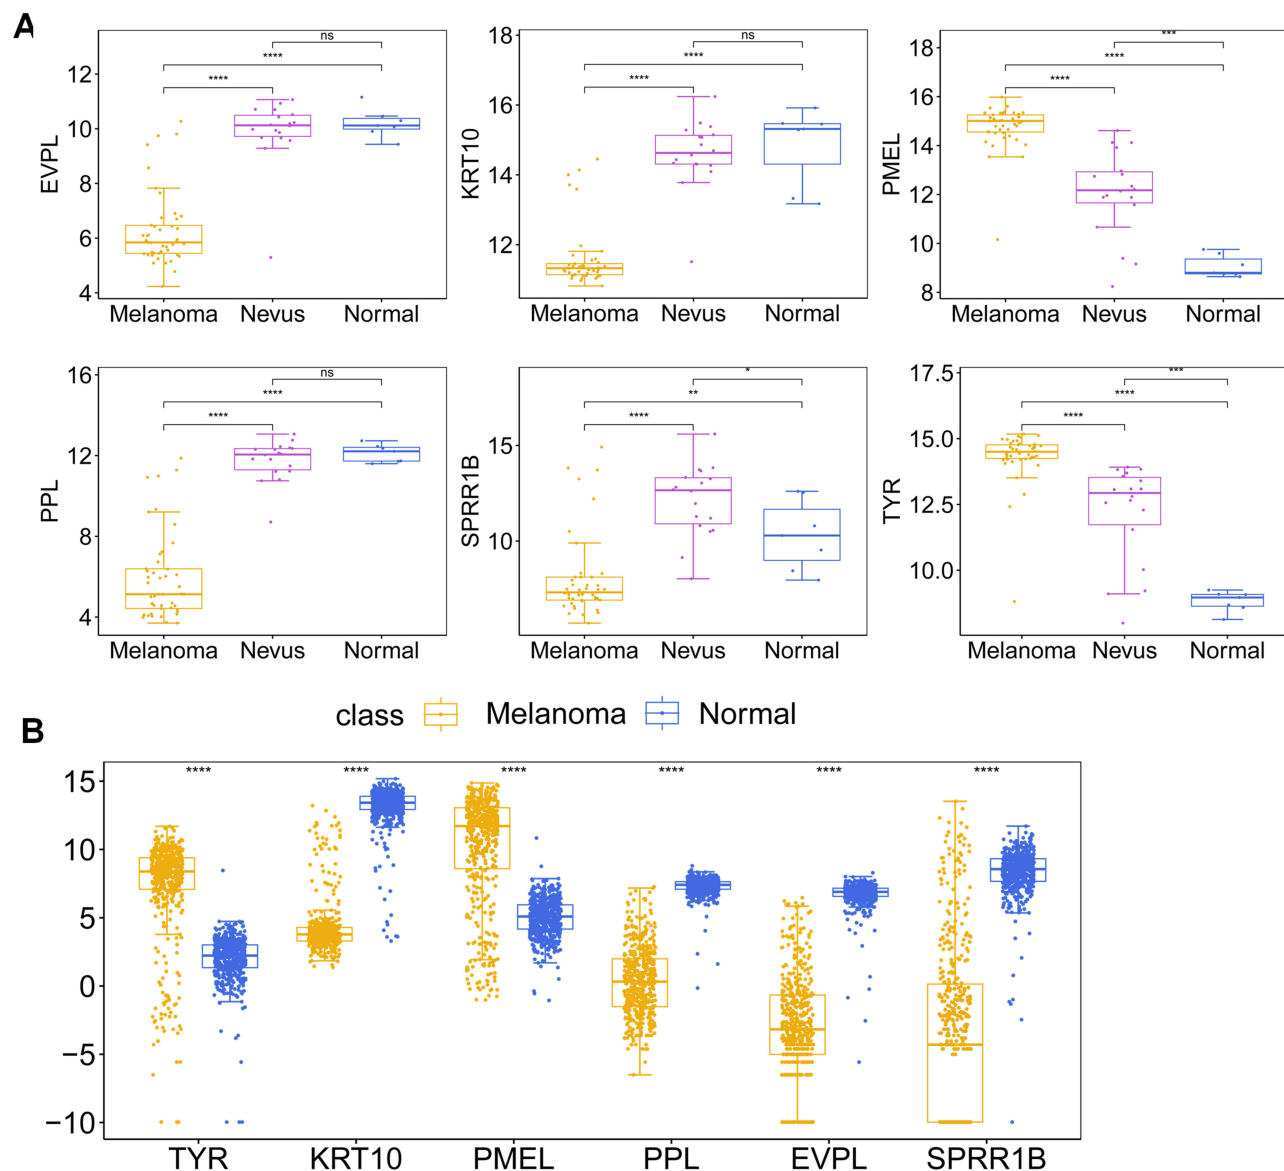 A
ns
****
****
EVPL
12
10
8
6
4
Melanoma Nevus Normal
ns
****
****
KRT10
18
16
14
12
Melanoma Nevus Normal
***
****
****
PMEL
18
16
14
12
10
8
Melanoma Nevus Normal
ns
****
****
PPL
16
12
8
4
Melanoma Nevus Normal
*
**
****
SPRR1B
15
10
Melanoma Nevus Normal
***
****
****
TYR
17.5
15.0
12.5
10.0
Melanoma Nevus Normal
class Melanoma Normal
B
**** **** **** **** **** ****
15
10
5
0
−5
−10
TYR KRT10 PMEL PPL EVPL SPRR1B